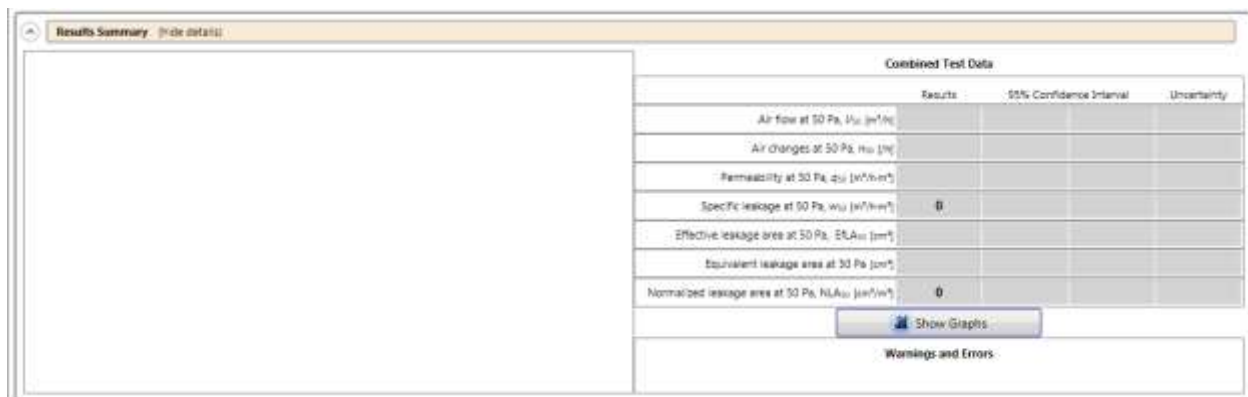 Results Summary (hide details)
Combined Test Data
Results 95% Confidence Interval Uncertainty
Air flow at 50 Pa, V₅₀ [m³/h]
Air changes at 50 Pa, n₅₀ [/h]
Permeability at 50 Pa, q₅₀ [m³/h·m²]
Specific leakage at 50 Pa, w₅₀ [m³/h·m²] 0
Effective leakage area at 50 Pa, EfLA₅₀ [cm²]
Equivalent leakage area at 50 Pa [cm²]
Normalized leakage area at 50 Pa, NLA₅₀ [cm²/m²] 0
Show Graphs
Warnings and Errors